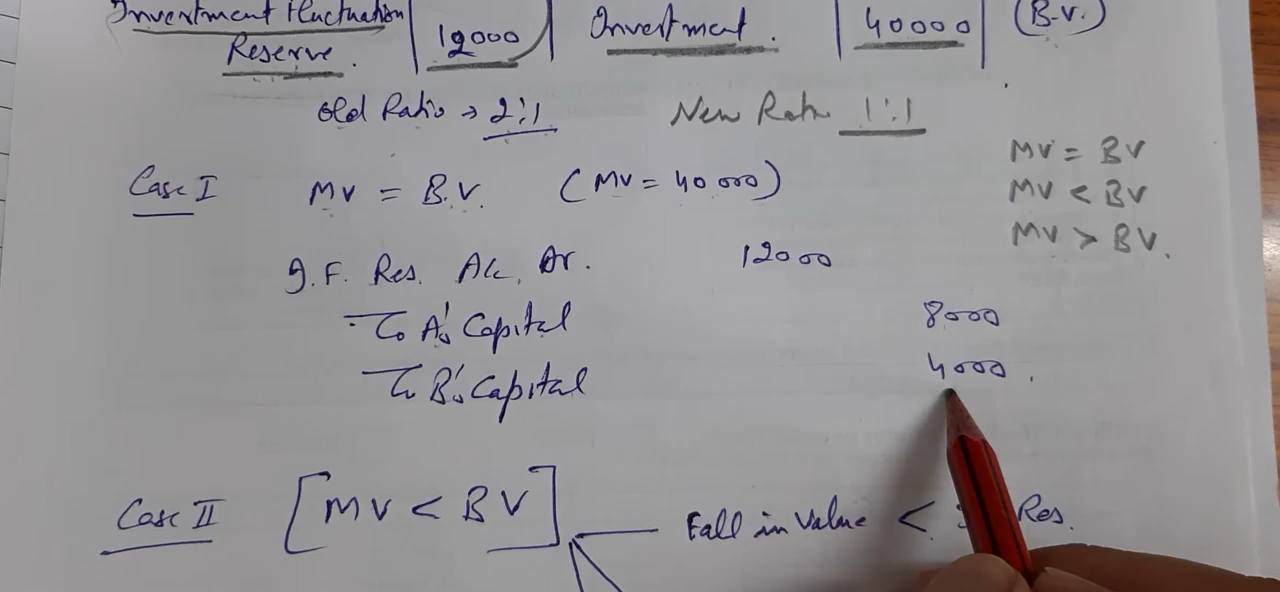 Investment Fluctuation Reserve. 12000 Investment. 40000 (B.V.)
Old Ratio → 2:1 New Ratio 1:1
MV = BV
MV < BV
MV > BV.
Case I MV = B.V. (MV = 40000)
I.F. Res. A/c Dr. 12000
To A's Capital 8000
To B's Capital 4000.
Case II [MV < BV] Fall in Value < Res.